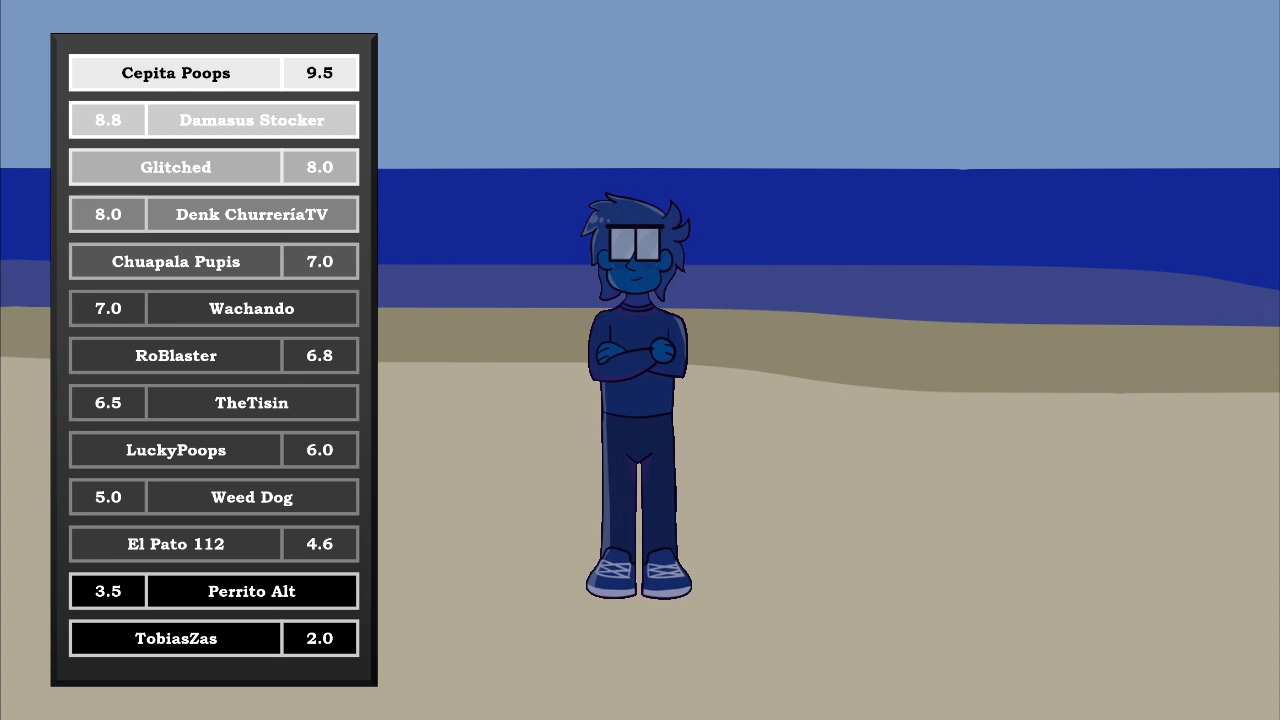 Cepita Poops 9.5
8.8 Damasus Stocker
Glitched 8.0
8.0 Denk ChurreríaTV
Chuapala Pupis 7.0
7.0 Wachando
RoBlaster 6.8
6.5 TheTisin
LuckyPoops 6.0
5.0 Weed Dog
El Pato 112 4.6
3.5 Perrito Alt
TobiasZas 2.0